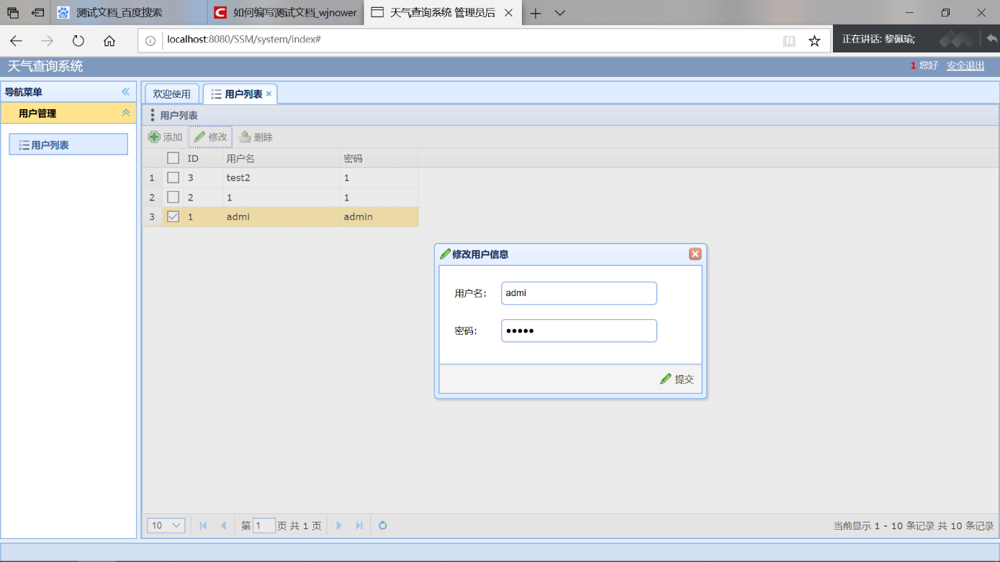 测试文档_百度搜索
如何编写测试文档_wjnower
天气查询系统 管理员后
localhost:8080/SSM/system/index#
正在讲话: 黎佩瑜;
天气查询系统
1 您好 安全退出
导航菜单
用户管理
用户列表
欢迎使用
用户列表
用户列表
添加 修改 删除
ID 用户名 密码
1 3 test2 1
2 2 1 1
3 1 admi admin
修改用户信息
用户名: admi
密码: •••••
提交
10 第 1 页 共 1 页
当前显示 1 - 10 条记录 共 10 条记录